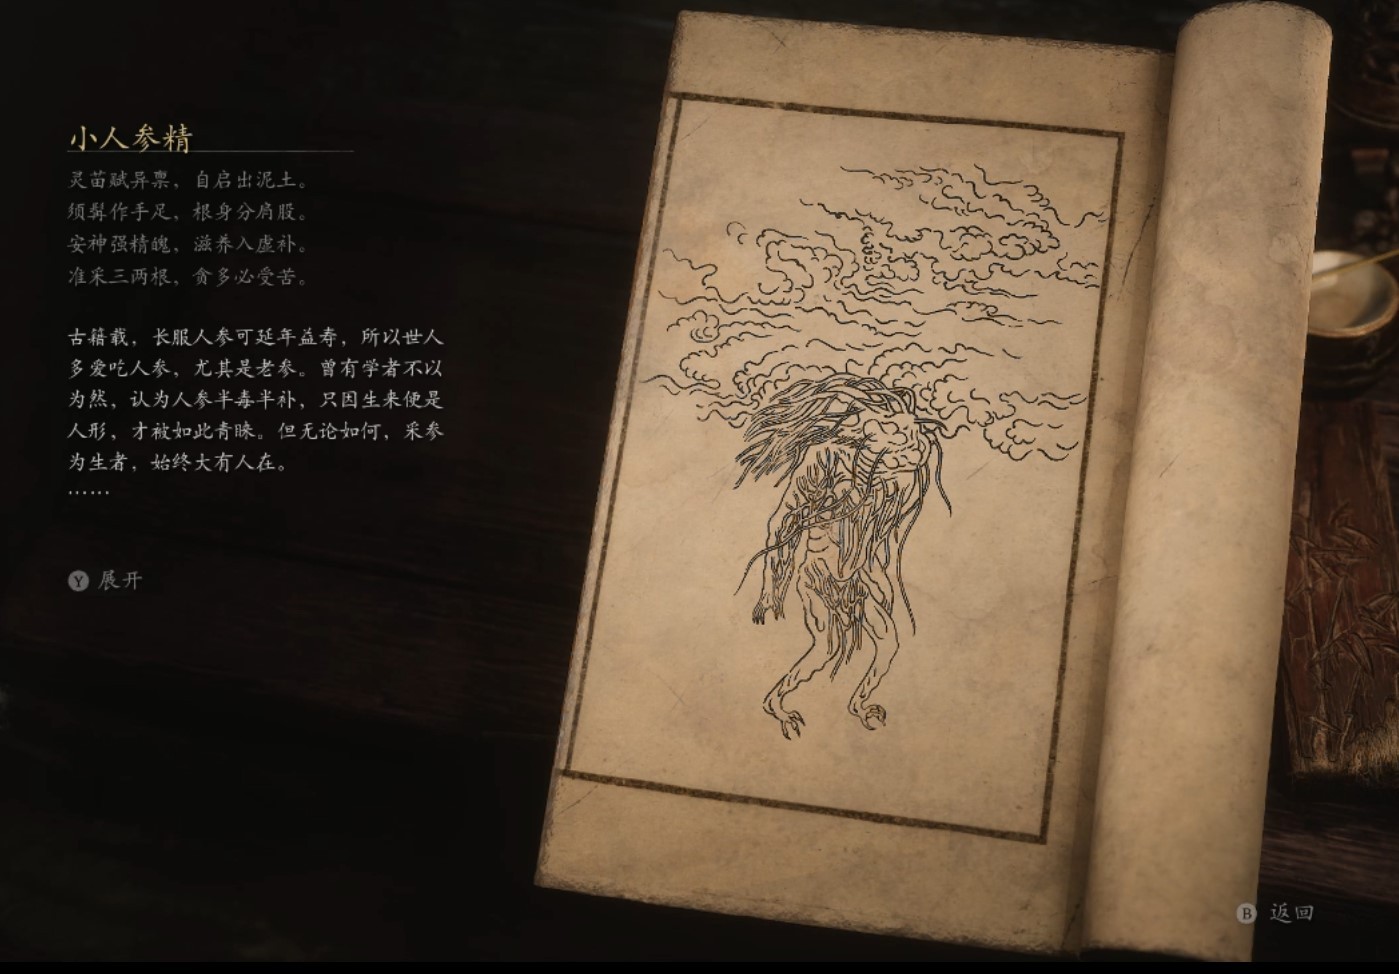 小人参精
灵苗赋异禀，自启出泥土。
须髯作手足，根身分肩股。
安神强精魄，滋养入虚补。
准采三两根，贪多必受苦。
古籍载，长服人参可延年益寿，所以世人
多爱吃人参，尤其是老参。曾有学者不以
为然，认为人参半毒半补，只因生来便是
人形，才被如此青睐。但无论如何，采参
为生者，始终大有人在。
……
Y 展开
B 返回